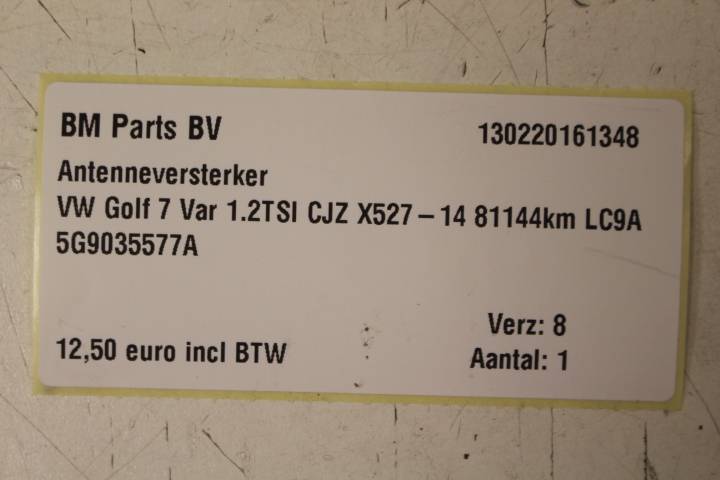 BM Parts BV 130220161348
Antenneversterker
VW Golf 7 Var 1.2TSI CJZ X527 – 14 81144km LC9A
5G9035577A
Verz: 8
12,50 euro incl BTW Aantal: 1